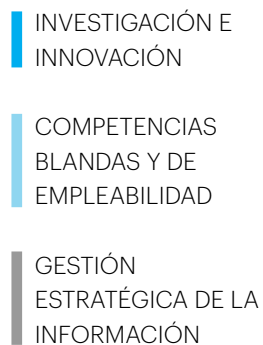 INVESTIGACIÓN E
INNOVACIÓN
COMPETENCIAS
BLANDAS Y DE
EMPLEABILIDAD
GESTIÓN
ESTRATÉGICA DE LA
INFORMACIÓN